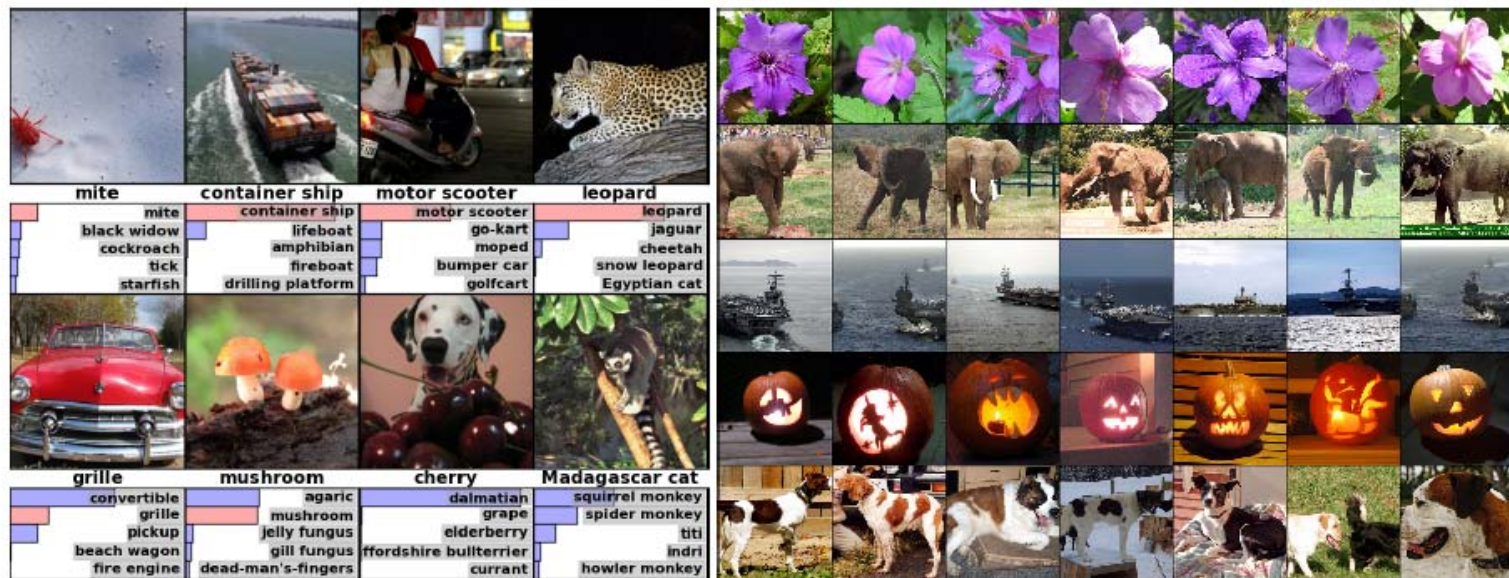 mite
container ship
motor scooter
leopard
mite
black widow
cockroach
tick
starfish
container ship
lifeboat
amphibian
fireboat
drilling platform
motor scooter
go-kart
moped
bumper car
golfcart
leopard
jaguar
cheetah
snow leopard
Egyptian cat
grille
mushroom
cherry
Madagascar cat
convertible
grille
pickup
beach wagon
fire engine
agaric
mushroom
jelly fungus
gill fungus
dead-man's-fingers
dalmatian
grape
elderberry
ffordshire bullterrier
currant
squirrel monkey
spider monkey
titi
indri
howler monkey